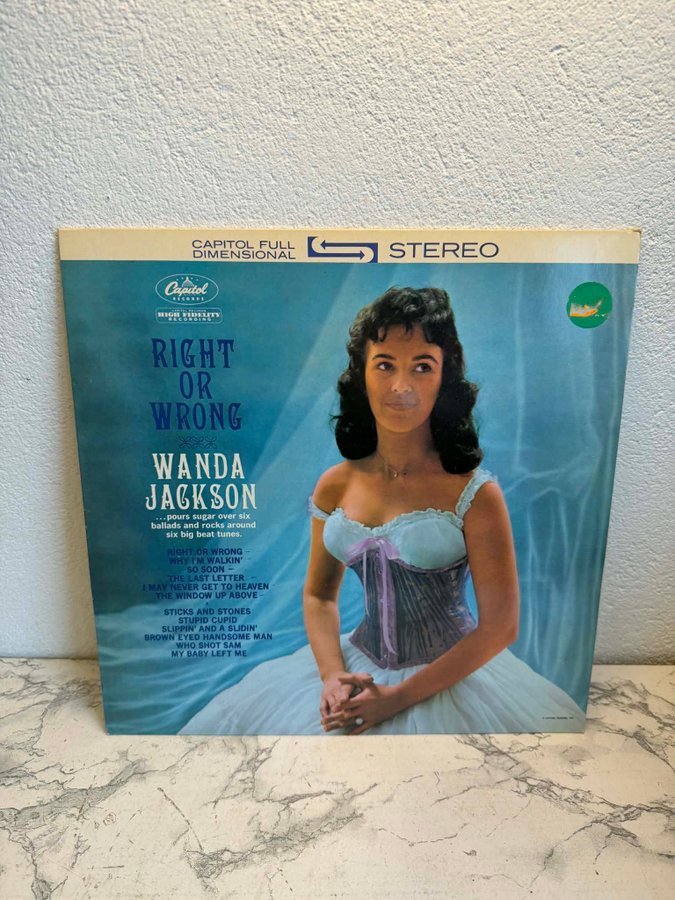 CAPITOL FULL
DIMENSIONAL
STEREO
Capitol
RECORDS
HIGH FIDELITY
RECORDING
RIGHT
OR
WRONG
WANDA
JACKSON
...pours sugar over six
ballads and rocks around
six big beat tunes.
RIGHT OR WRONG –
WHY I'M WALKIN'
SO SOON –
THE LAST LETTER –
I MAY NEVER GET TO HEAVEN
THE WINDOW UP ABOVE –
STICKS AND STONES
STUPID CUPID
SLIPPIN' AND A SLIDIN'
BROWN EYED HANDSOME MAN
WHO SHOT SAM
MY BABY LEFT ME